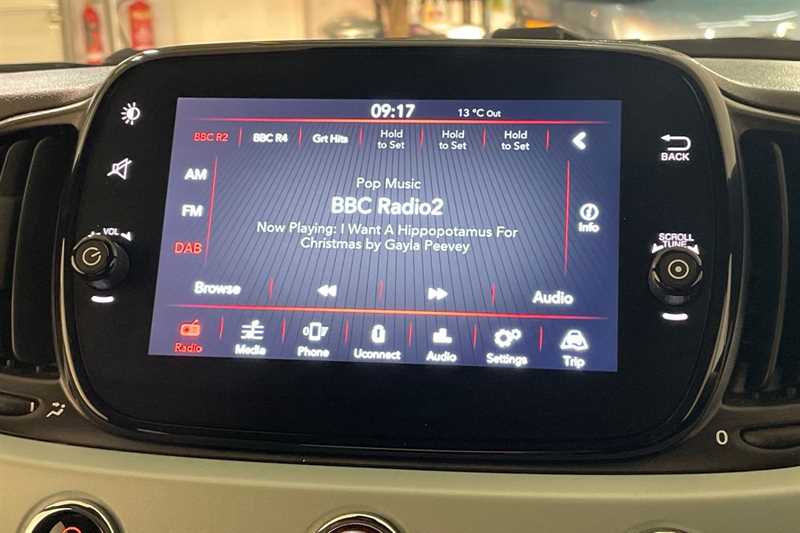 09:17 13 °C Out
BBC R2 BBC R4 Grt Hits Hold Hold Hold
to Set to Set to Set
BACK
AM
Pop Music
FM
BBC Radio2
Info
Now Playing: I Want A Hippopotamus For
Christmas by Gayla Peevey
DAB
VOL
SCROLL
TUNE
Browse Audio
Radio Media Phone Uconnect Audio Settings Trip
0